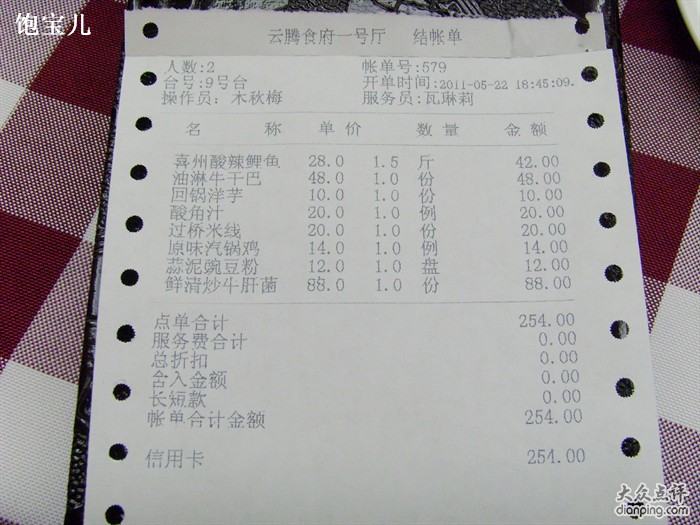 饱宝儿
云腾食府一号厅 结帐单
人数:2 帐单号:579
台号:9号台 开单时间:2011-05-22 18:45:09.
操作员: 木秋梅 服务员:瓦琳莉
名 称 单 价 数 量 金 额
喜州酸辣鲤鱼 28.0 1.5 斤 42.00
油淋牛干巴 48.0 1.0 份 48.00
回锅洋芋 10.0 1.0 份 10.00
酸角汁 20.0 1.0 例 20.00
过桥米线 20.0 1.0 份 20.00
原味汽锅鸡 14.0 1.0 例 14.00
蒜泥豌豆粉 12.0 1.0 盘 12.00
鲜清炒牛肝菌 88.0 1.0 份 88.00
点单合计 254.00
服务费合计 0.00
总折扣 0.00
舍入金额 0.00
长短款 0.00
帐单合计金额 254.00
信用卡 254.00
大众点评
dianping.com